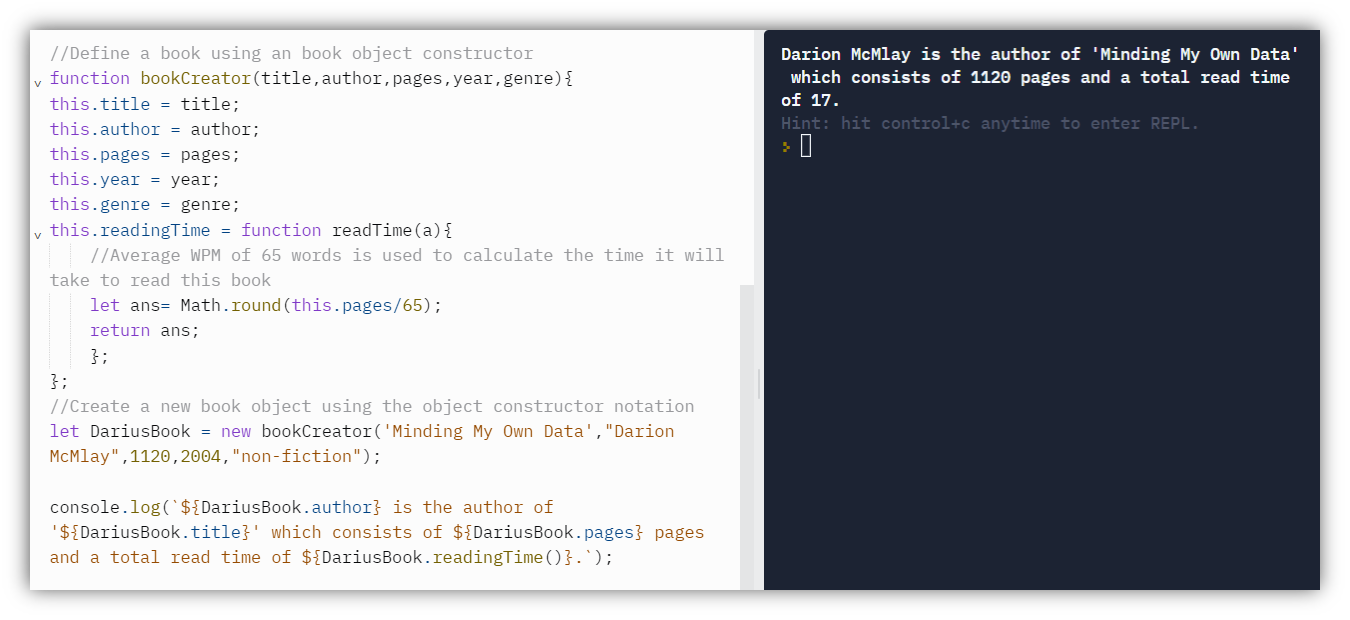 //Define a book using an book object constructor
function bookCreator(title,author,pages,year,genre){
this.title = title;
this.author = author;
this.pages = pages;
this.year = year;
this.genre = genre;
this.readingTime = function readTime(a){
//Average WPM of 65 words is used to calculate the time it will
take to read this book
let ans= Math.round(this.pages/65);
return ans;
};
};
//Create a new book object using the object constructor notation
let DariusBook = new bookCreator('Minding My Own Data',"Darion
McMlay",1120,2004,"non-fiction");
console.log(`${DariusBook.author} is the author of
'${DariusBook.title}' which consists of ${DariusBook.pages} pages
and a total read time of ${DariusBook.readingTime()}.`);
Darion McMlay is the author of 'Minding My Own Data'
which consists of 1120 pages and a total read time
of 17.
Hint: hit control+c anytime to enter REPL.